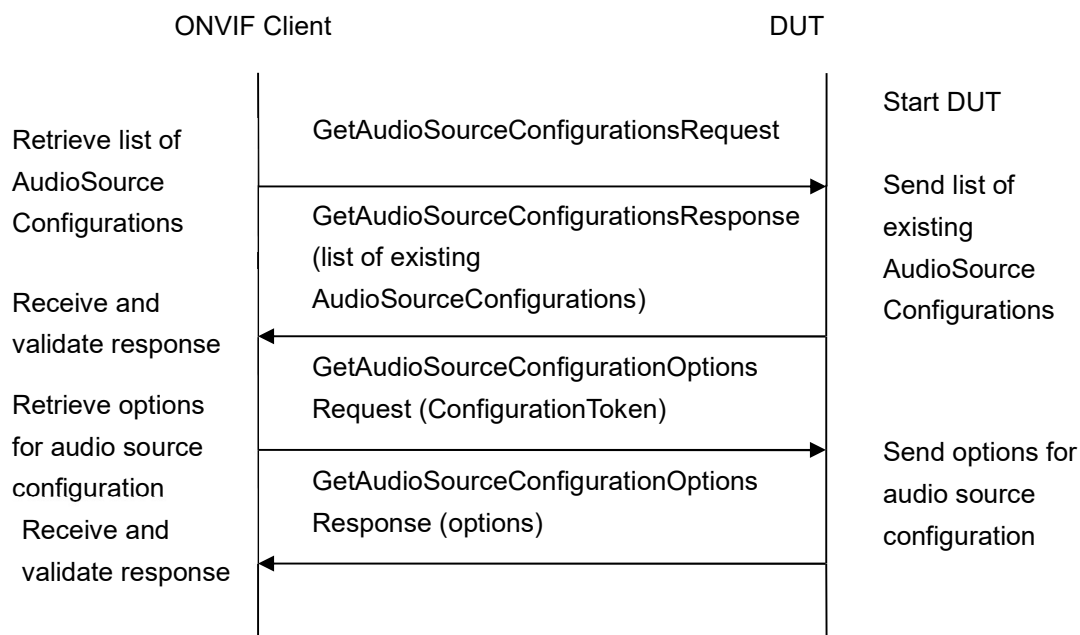 ONVIF Client
DUT
Start DUT
Retrieve list of
AudioSource
Configurations
GetAudioSourceConfigurationsRequest
Send list of
existing
AudioSource
Configurations
GetAudioSourceConfigurationsResponse
(list of existing
AudioSourceConfigurations)
Receive and
validate response
GetAudioSourceConfigurationOptions
Request (ConfigurationToken)
Retrieve options
for audio source
configuration
Send options for
audio source
configuration
GetAudioSourceConfigurationOptions
Response (options)
Receive and
validate response